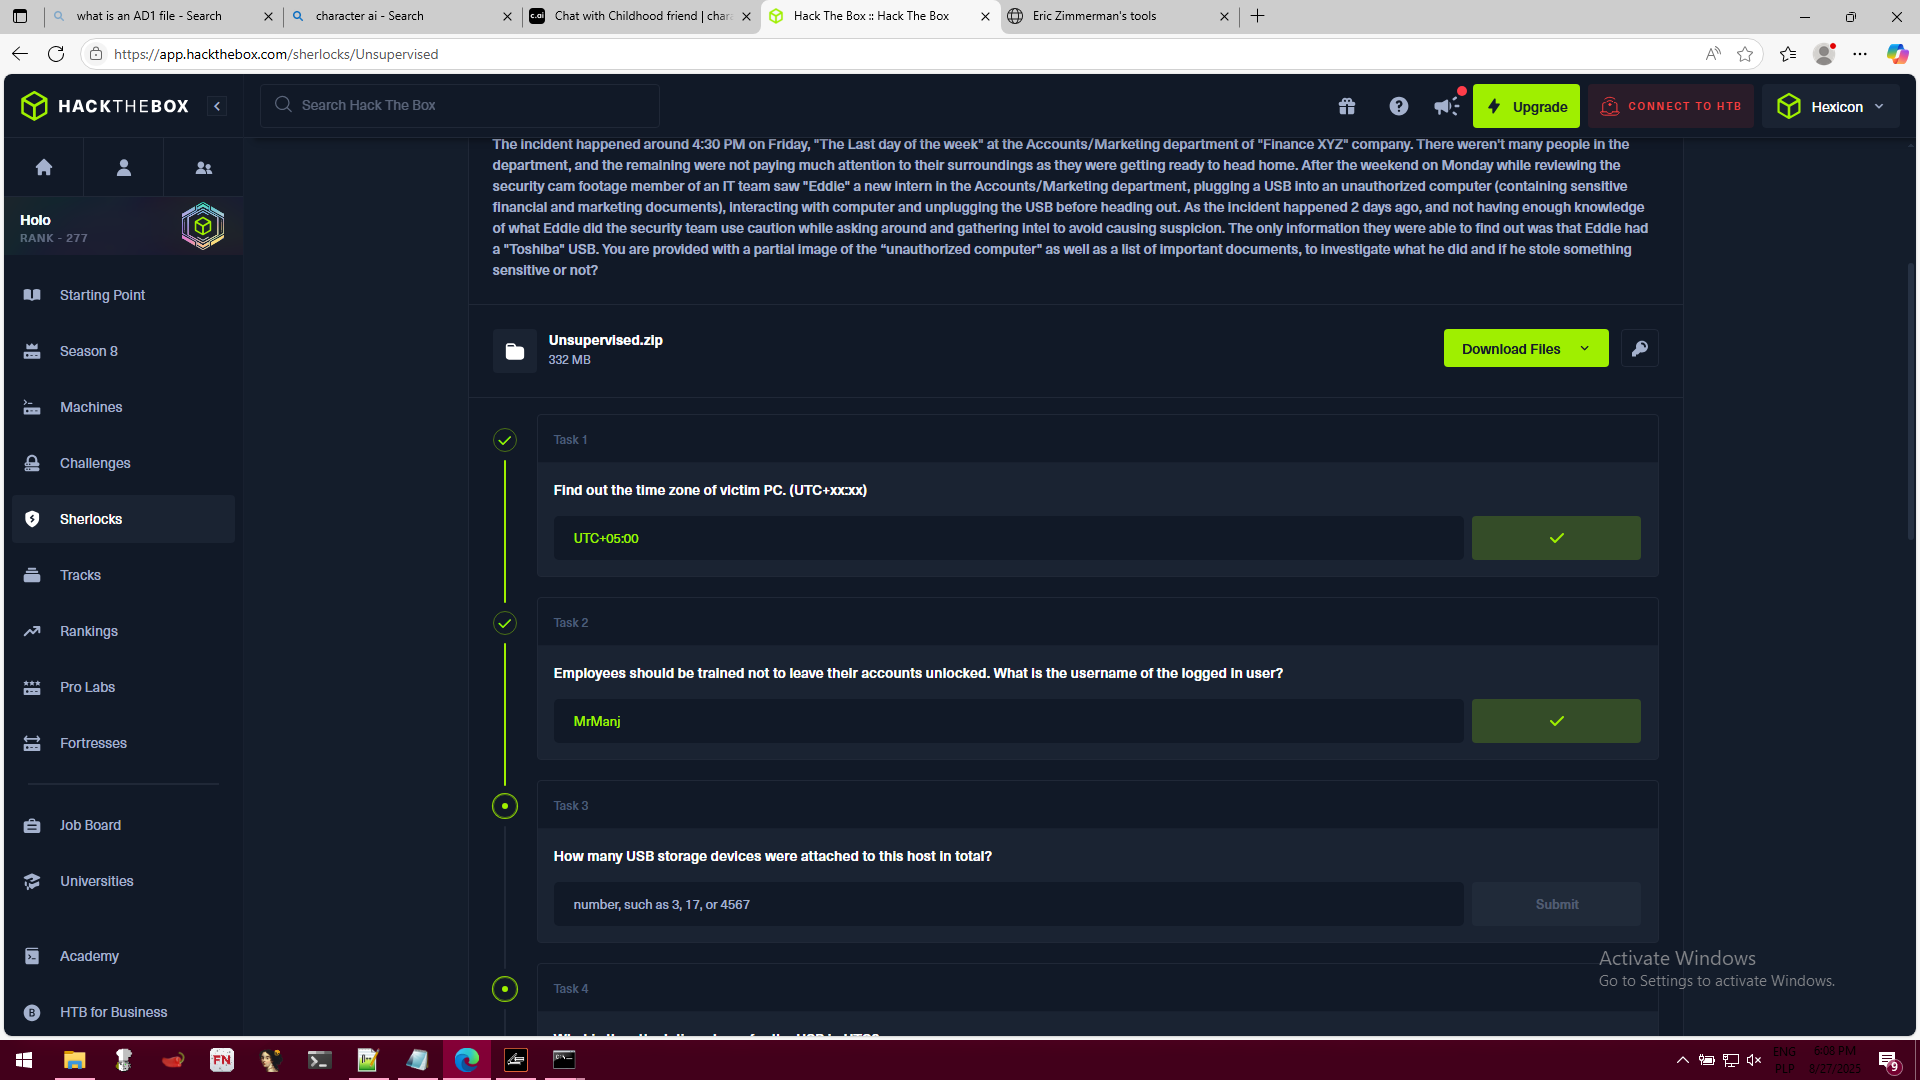 what is an AD1 file - Search
character ai - Search
Chat with Childhood friend | chara
Hack The Box :: Hack The Box
Eric Zimmerman's tools
https://app.hackthebox.com/sherlocks/Unsupervised
HACKTHEBOX
Search Hack The Box
Upgrade
CONNECT TO HTB
Hexicon
Holo
RANK - 277
Starting Point
Season 8
Machines
Challenges
Sherlocks
Tracks
Rankings
Pro Labs
Fortresses
Job Board
Universities
Academy
HTB for Business
The incident happened around 4:30 PM on Friday, "The Last day of the week" at the Accounts/Marketing department of "Finance XYZ" company. There weren't many people in the
department, and the remaining were not paying much attention to their surroundings as they were getting ready to head home. After the weekend on Monday while reviewing the
security cam footage member of an IT team saw "Eddie" a new intern in the Accounts/Marketing department, plugging a USB into an unauthorized computer (containing sensitive
financial and marketing documents), interacting with computer and unplugging the USB before heading out. As the incident happened 2 days ago, and not having enough knowledge
of what Eddie did the security team use caution while asking around and gathering intel to avoid causing suspicion. The only information they were able to find out was that Eddie had
a "Toshiba" USB. You are provided with a partial image of the "unauthorized computer" as well as a list of important documents, to investigate what he did and if he stole something
sensitive or not?
Unsupervised.zip
332 MB
Download Files
Task 1
Find out the time zone of victim PC. (UTC+xx:xx)
UTC+05:00
Task 2
Employees should be trained not to leave their accounts unlocked. What is the username of the logged in user?
MrManj
Task 3
How many USB storage devices were attached to this host in total?
number, such as 3, 17, or 4567
Submit
Task 4
Activate Windows
Go to Settings to activate Windows.
ENG
6:08 PM
PLP
8/27/2025
9